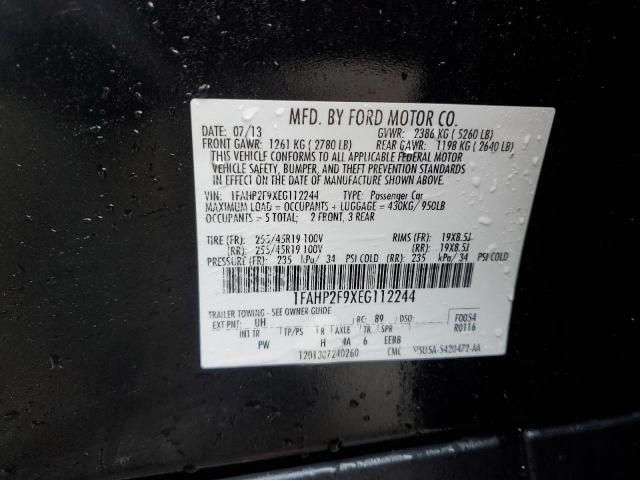 MFD. BY FORD MOTOR CO.
DATE: 07/13 GVWR: 2386 KG ( 5260 LB)
FRONT GAWR: 1261 KG ( 2780 LB) REAR GAWR: 1198 KG ( 2640 LB)
THIS VEHICLE CONFORMS TO ALL APPLICABLE FEDERAL MOTOR
VEHICLE SAFETY, BUMPER, AND THEFT PREVENTION STANDARDS
IN EFFECT ON THE DATE OF MANUFACTURE SHOWN ABOVE.
VIN: 1FAHP2F9XEG112244 TYPE: Passenger Car
MAXIMUM LOAD = OCCUPANTS + LUGGAGE = 430KG/ 950LB
OCCUPANTS = 5 TOTAL; 2 FRONT, 3 REAR
TIRE (FR): 255/45R19 100V RIMS (FR): 19X8.5J
(RR): 255/45R19 100V (RR): 19X8.5J
PRESSURE (FR): 235 kPa/ 34 PSI COLD (RR): 235 kPa/ 34 PSI COLD
1FAHP2F9XEG112244
TRAILER TOWING - SEE OWNER GUIDE
EXT PNT: UH RC: 89 DSO: F0054
INT TR TP/PS R AXLE TR SPR R0116
PW H 4A 6 EEBB
1201307240260 CMC 5U5A-5420472-AA